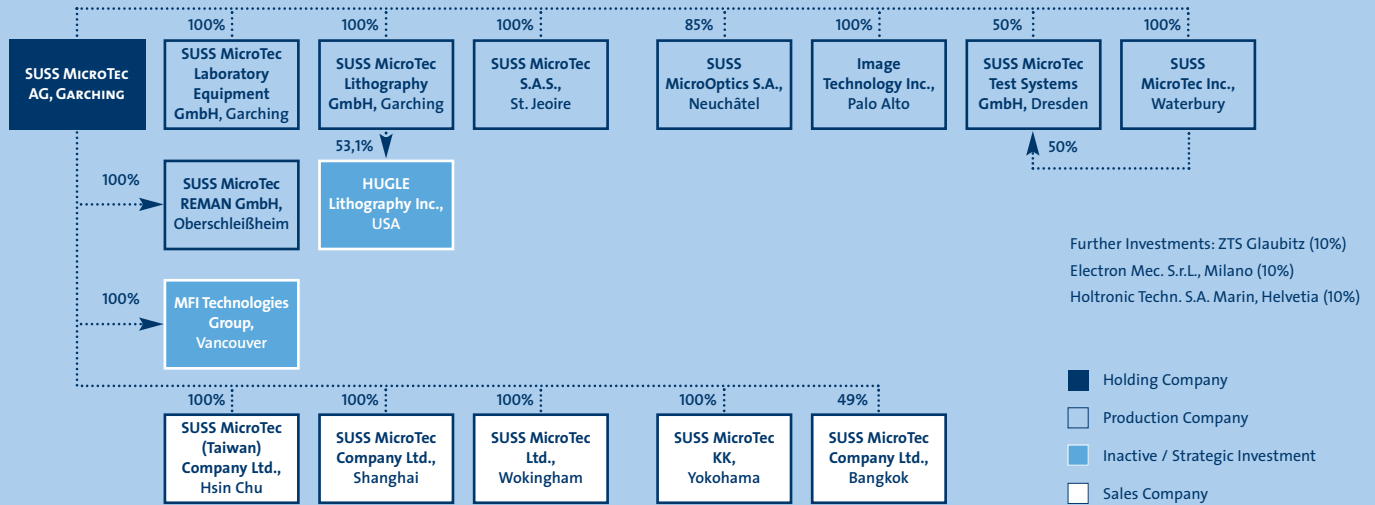 100%
100%
100%
85%
100%
50%
100%
SUSS MicroTec
AG, Garching
SUSS MicroTec
Laboratory
Equipment
GmbH, Garching
SUSS MicroTec
Lithography
GmbH, Garching
SUSS MicroTec
S.A.S.,
St. Jeoire
SUSS
MicroOptics S.A.,
Neuchâtel
Image
Technology Inc.,
Palo Alto
SUSS MicroTec
Test Systems
GmbH, Dresden
SUSS
MicroTec Inc.,
Waterbury
53,1%
50%
100%
SUSS MicroTec
REMAN GmbH,
Oberschleißheim
HUGLE
Lithography Inc.,
USA
Further Investments: ZTS Glaubitz (10%)
Electron Mec. S.r.L., Milano (10%)
Holtronic Techn. S.A. Marin, Helvetia (10%)
100%
MFI Technologies
Group,
Vancouver
100%
100%
100%
100%
49%
SUSS MicroTec
(Taiwan)
Company Ltd.,
Hsin Chu
SUSS MicroTec
Company Ltd.,
Shanghai
SUSS MicroTec
Ltd.,
Wokingham
SUSS MicroTec
KK,
Yokohama
SUSS MicroTec
Company Ltd.,
Bangkok
Holding Company
Production Company
Inactive / Strategic Investment
Sales Company